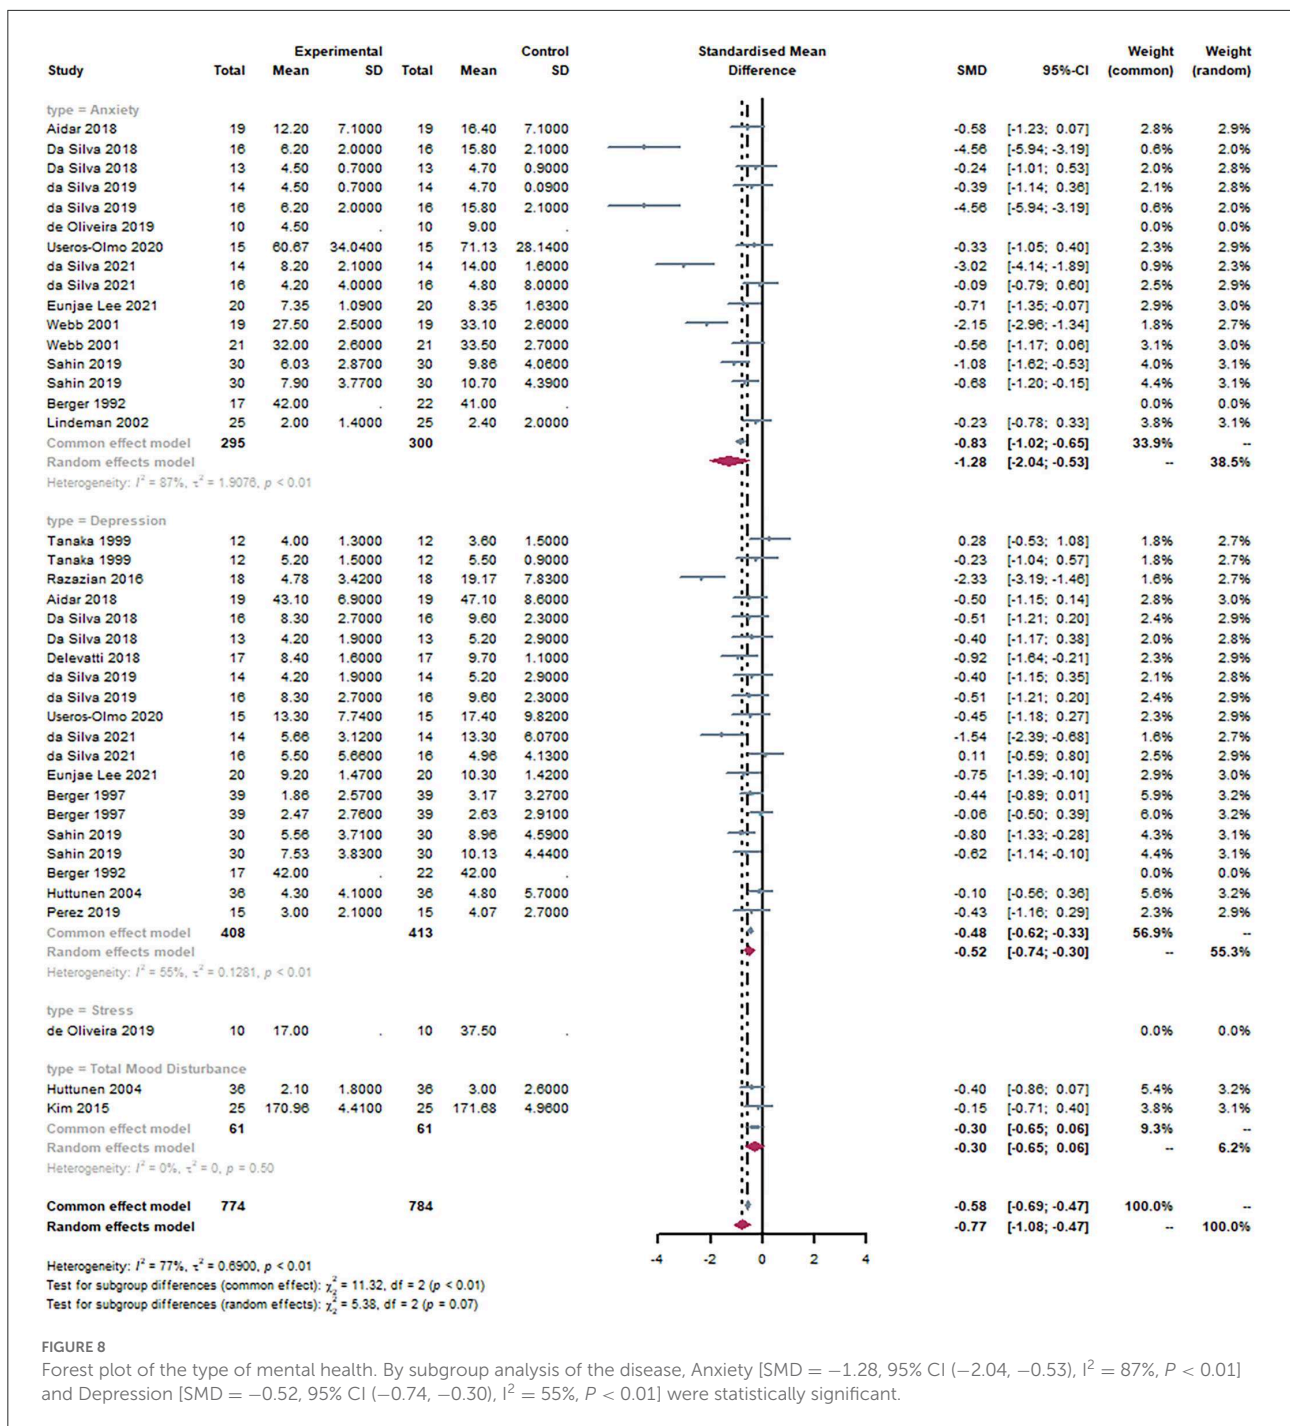 Experimental Control Standardised Mean Weight Weight
Study Total Mean SD Total Mean SD Difference SMD 95%-CI (common) (random)
type = Anxiety
Aidar 2018 19 12.20 7.1000 19 16.40 7.1000 -0.58 [-1.23; 0.07] 2.8% 2.9%
Da Silva 2018 16 6.20 2.0000 16 15.80 2.1000 -4.56 [-5.94; -3.19] 0.6% 2.0%
Da Silva 2018 13 4.50 0.7000 13 4.70 0.9000 -0.24 [-1.01; 0.53] 2.0% 2.8%
da Silva 2019 14 4.50 0.7000 14 4.70 0.0900 -0.39 [-1.14; 0.36] 2.1% 2.8%
da Silva 2019 16 6.20 2.0000 16 15.80 2.1000 -4.56 [-5.94; -3.19] 0.6% 2.0%
de Oliveira 2019 10 4.50 . 10 9.00 . 0.0% 0.0%
Useros-Olmo 2020 15 60.67 34.0400 15 71.13 28.1400 -0.33 [-1.05; 0.40] 2.3% 2.9%
da Silva 2021 14 8.20 2.1000 14 14.00 1.6000 -3.02 [-4.14; -1.89] 0.9% 2.3%
da Silva 2021 16 4.20 4.0000 16 4.80 8.0000 -0.09 [-0.79; 0.60] 2.5% 2.9%
Eunjae Lee 2021 20 7.35 1.0900 20 8.35 1.6300 -0.71 [-1.35; -0.07] 2.9% 3.0%
Webb 2001 19 27.50 2.5000 19 33.10 2.6000 -2.15 [-2.96; -1.34] 1.8% 2.7%
Webb 2001 21 32.00 2.6000 21 33.50 2.7000 -0.56 [-1.17; 0.06] 3.1% 3.0%
Sahin 2019 30 6.03 2.8700 30 9.86 4.0600 -1.08 [-1.62; -0.53] 4.0% 3.1%
Sahin 2019 30 7.90 3.7700 30 10.70 4.3900 -0.68 [-1.20; -0.15] 4.4% 3.1%
Berger 1992 17 42.00 . 22 41.00 . 0.0% 0.0%
Lindeman 2002 25 2.00 1.4000 25 2.40 2.0000 -0.23 [-0.78; 0.33] 3.8% 3.1%
Common effect model 295 300 -0.83 [-1.02; -0.65] 33.9% --
Random effects model -1.28 [-2.04; -0.53] -- 38.5%
Heterogeneity: I² = 87%, τ² = 1.9076, p < 0.01
type = Depression
Tanaka 1999 12 4.00 1.3000 12 3.60 1.5000 0.28 [-0.53; 1.08] 1.8% 2.7%
Tanaka 1999 12 5.20 1.5000 12 5.50 0.9000 -0.23 [-1.04; 0.57] 1.8% 2.7%
Razazian 2016 18 4.78 3.4200 18 19.17 7.8300 -2.33 [-3.19; -1.46] 1.6% 2.7%
Aidar 2018 19 43.10 6.9000 19 47.10 8.6000 -0.50 [-1.15; 0.14] 2.8% 3.0%
Da Silva 2018 16 8.30 2.7000 16 9.60 2.3000 -0.51 [-1.21; 0.20] 2.4% 2.9%
Da Silva 2018 13 4.20 1.9000 13 5.20 2.9000 -0.40 [-1.17; 0.38] 2.0% 2.8%
Delevatti 2018 17 8.40 1.6000 17 9.70 1.1000 -0.92 [-1.64; -0.21] 2.3% 2.9%
da Silva 2019 14 4.20 1.9000 14 5.20 2.9000 -0.40 [-1.15; 0.35] 2.1% 2.8%
da Silva 2019 16 8.30 2.7000 16 9.60 2.3000 -0.51 [-1.21; 0.20] 2.4% 2.9%
Useros-Olmo 2020 15 13.30 7.7400 15 17.40 9.8200 -0.45 [-1.18; 0.27] 2.3% 2.9%
da Silva 2021 14 5.66 3.1200 14 13.30 6.0700 -1.54 [-2.39; -0.68] 1.6% 2.7%
da Silva 2021 16 5.50 5.6600 16 4.96 4.1300 0.11 [-0.59; 0.80] 2.5% 2.9%
Eunjae Lee 2021 20 9.20 1.4700 20 10.30 1.4200 -0.75 [-1.39; -0.10] 2.9% 3.0%
Berger 1997 39 1.86 2.5700 39 3.17 3.2700 -0.44 [-0.89; 0.01] 5.9% 3.2%
Berger 1997 39 2.47 2.7600 39 2.63 2.9100 -0.06 [-0.50; 0.39] 6.0% 3.2%
Sahin 2019 30 5.56 3.7100 30 8.96 4.5900 -0.80 [-1.33; -0.28] 4.3% 3.1%
Sahin 2019 30 7.53 3.8300 30 10.13 4.4400 -0.62 [-1.14; -0.10] 4.4% 3.1%
Berger 1992 17 42.00 . 22 42.00 . 0.0% 0.0%
Huttunen 2004 36 4.30 4.1000 36 4.80 5.7000 -0.10 [-0.56; 0.36] 5.6% 3.2%
Perez 2019 15 3.00 2.1000 15 4.07 2.7000 -0.43 [-1.16; 0.29] 2.3% 2.9%
Common effect model 408 413 -0.48 [-0.62; -0.33] 56.9% --
Random effects model -0.52 [-0.74; -0.30] -- 55.3%
Heterogeneity: I² = 55%, τ² = 0.1281, p < 0.01
type = Stress
de Oliveira 2019 10 17.00 . 10 37.50 . 0.0% 0.0%
type = Total Mood Disturbance
Huttunen 2004 36 2.10 1.8000 36 3.00 2.6000 -0.40 [-0.86; 0.07] 5.4% 3.2%
Kim 2015 25 170.96 4.4100 25 171.68 4.9600 -0.15 [-0.71; 0.40] 3.8% 3.1%
Common effect model 61 61 -0.30 [-0.65; 0.06] 9.3% --
Random effects model -0.30 [-0.65; 0.06] -- 6.2%
Heterogeneity: I² = 0%, τ² = 0, p = 0.50
Common effect model 774 784 -0.58 [-0.69; -0.47] 100.0% --
Random effects model -0.77 [-1.08; -0.47] -- 100.0%
-4 -2 0 2 4
Heterogeneity: I² = 77%, τ² = 0.6900, p < 0.01
Test for subgroup differences (common effect): χ²₂ = 11.32, df = 2 (p < 0.01)
Test for subgroup differences (random effects): χ²₂ = 5.38, df = 2 (p = 0.07)
FIGURE 8
Forest plot of the type of mental health. By subgroup analysis of the disease, Anxiety [SMD = −1.28, 95% CI (−2.04, −0.53), I² = 87%, P < 0.01]
and Depression [SMD = −0.52, 95% CI (−0.74, −0.30), I² = 55%, P < 0.01] were statistically significant.